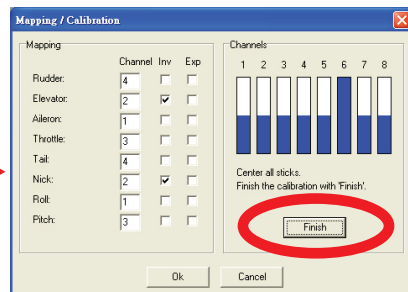 Mapping / Calibration
Mapping
Channel Inv Exp
Rudder: 4
Elevator: 2
Aileron: 1
Throttle: 3
Tail: 4
Nick: 2
Roll: 1
Pitch: 3
Channels
1 2 3 4 5 6 7 8
Center all sticks.
Finish the calibration with 'Finish'.
Finish
Ok Cancel